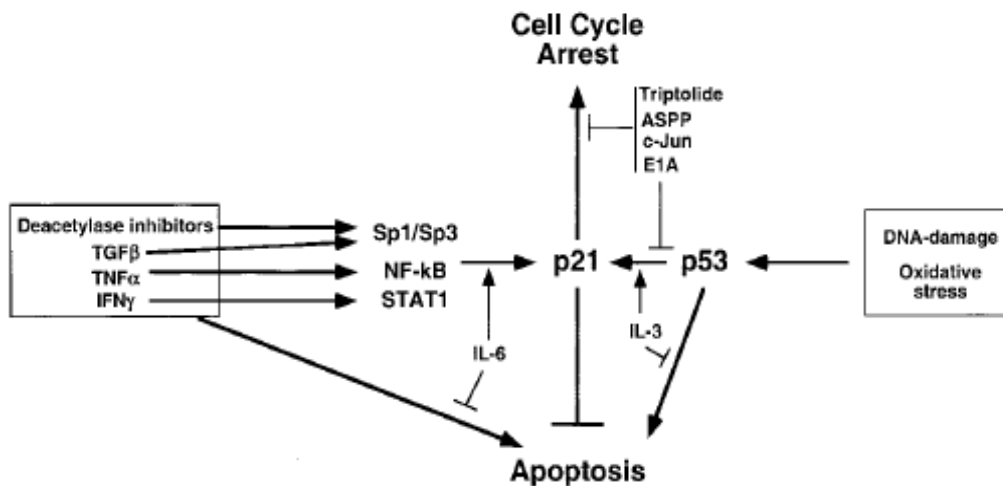 Cell Cycle
Arrest
Triptolide
ASPP
c-Jun
E1A
Deacetylase inhibitors
TGFβ
TNFα
IFNγ
Sp1/Sp3
NF-kB
STAT1
p21
p53
DNA-damage
Oxidative
stress
IL-6
IL-3
Apoptosis